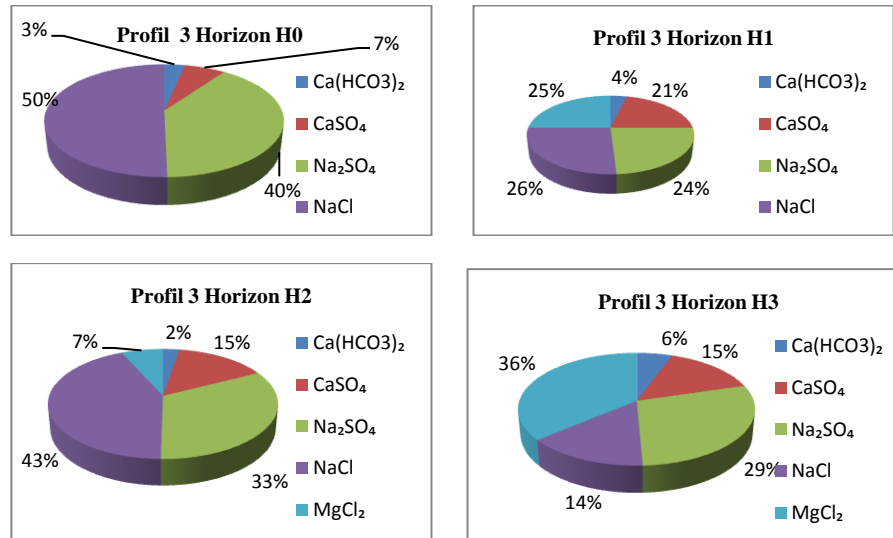 Profil 3 Horizon H0
3%
7%
50%
40%
Ca(HCO3)₂
CaSO₄
Na₂SO₄
NaCl
Profil 3 Horizon H1
25%
4%
21%
26%
24%
Ca(HCO3)₂
CaSO₄
Na₂SO₄
NaCl
Profil 3 Horizon H2
7%
2%
15%
43%
33%
Ca(HCO3)₂
CaSO₄
Na₂SO₄
NaCl
MgCl₂
Profil 3 Horizon H3
36%
6%
15%
14%
29%
Ca(HCO3)₂
CaSO₄
Na₂SO₄
NaCl
MgCl₂